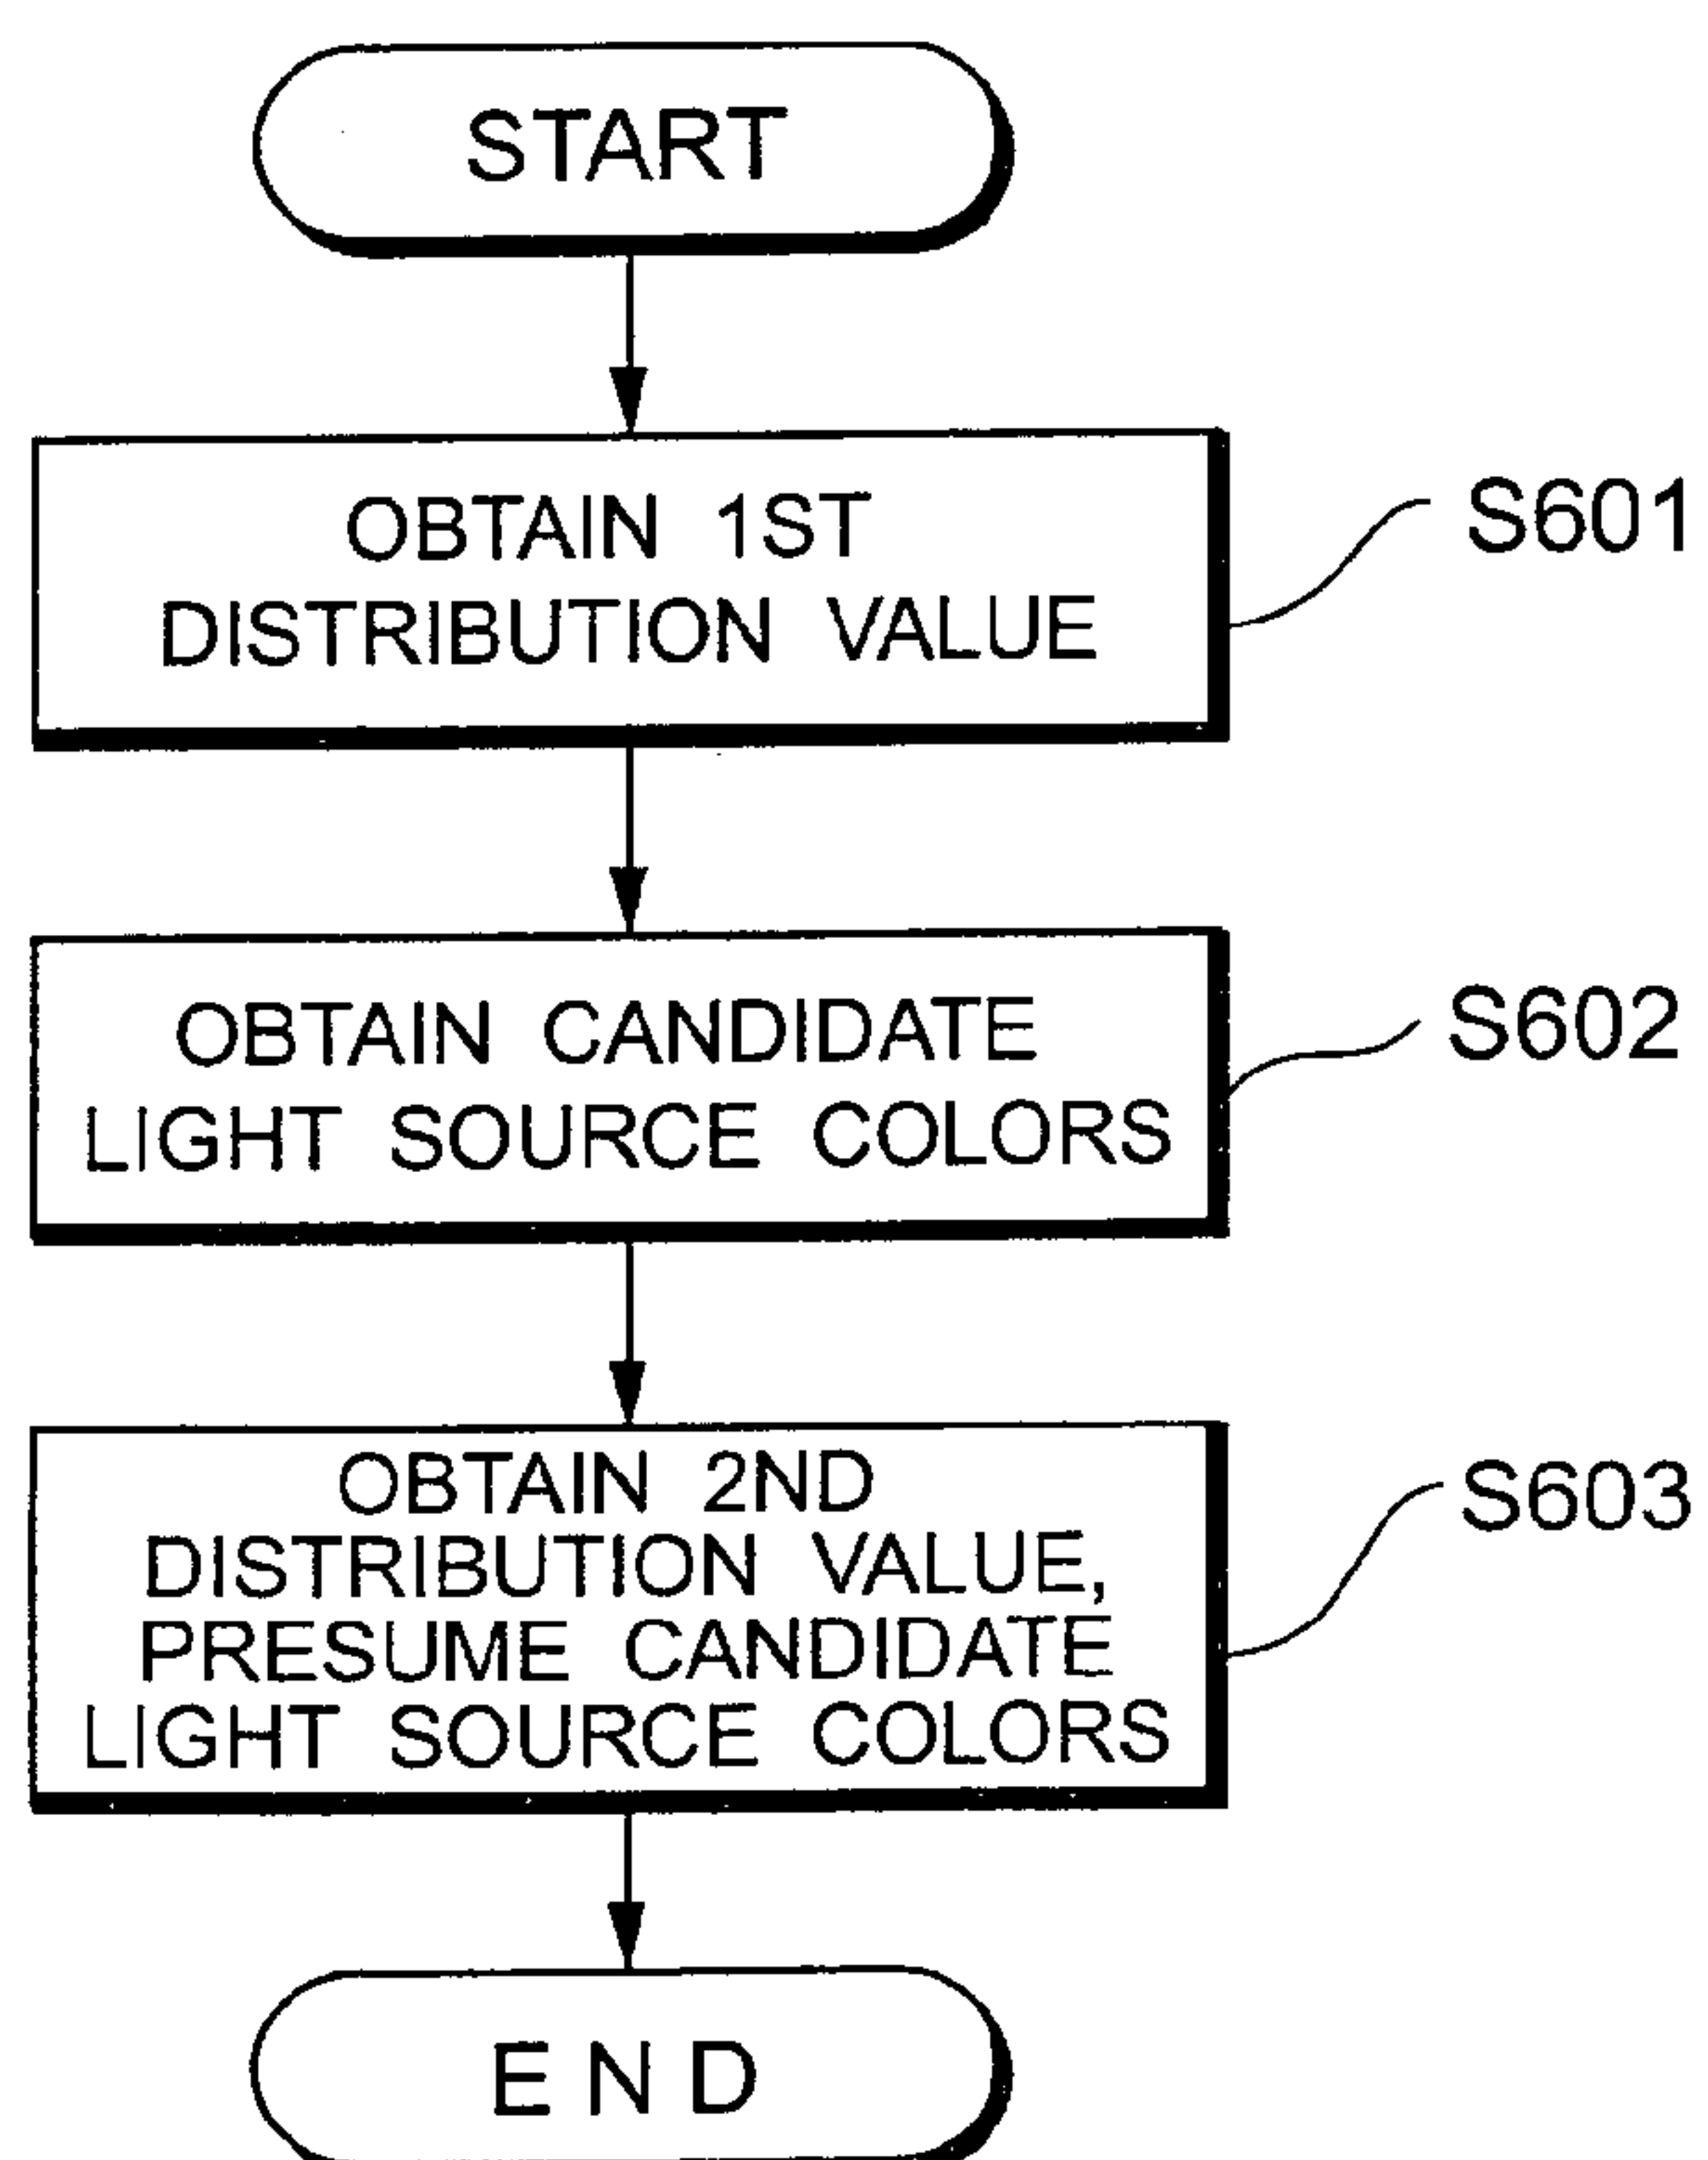 START
OBTAIN 1ST
DISTRIBUTION VALUE
S601
OBTAIN CANDIDATE
LIGHT SOURCE COLORS
S602
OBTAIN 2ND
DISTRIBUTION VALUE,
PRESUME CANDIDATE
LIGHT SOURCE COLORS
S603
END